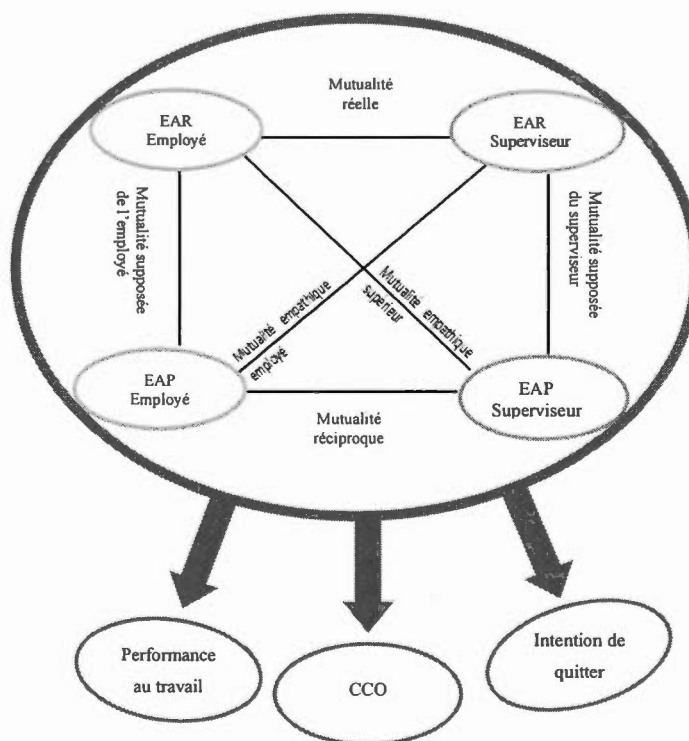 Mutualité
réelle
EAR
Employé
EAR
Superviseur
Mutualité supposée
de l'employé
Mutualité supposée
du superviseur
Mutualité empathique
employé
Mutualité empathique
superieur
EAP
Employé
EAP
Superviseur
Mutualité
réciproque
Performance
au travail
CCO
Intention de
quitter